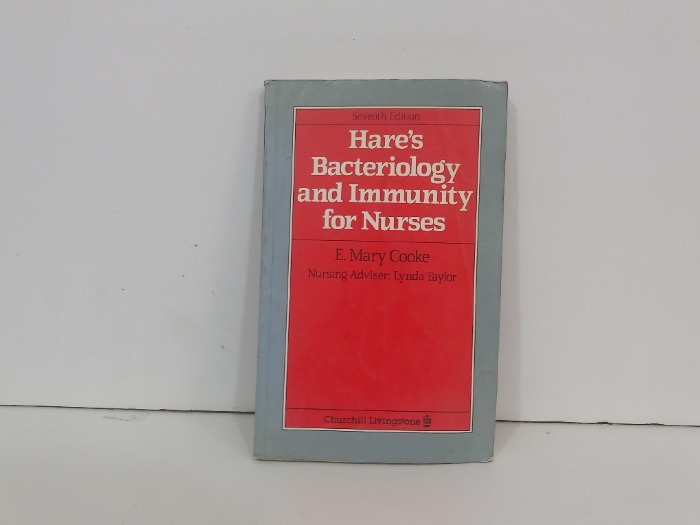 Seventh Edition
Hare's
Bacteriology
and Immunity
for Nurses
E. Mary Cooke
Nursing Adviser: Lynda Taylor
Churchill Livingstone